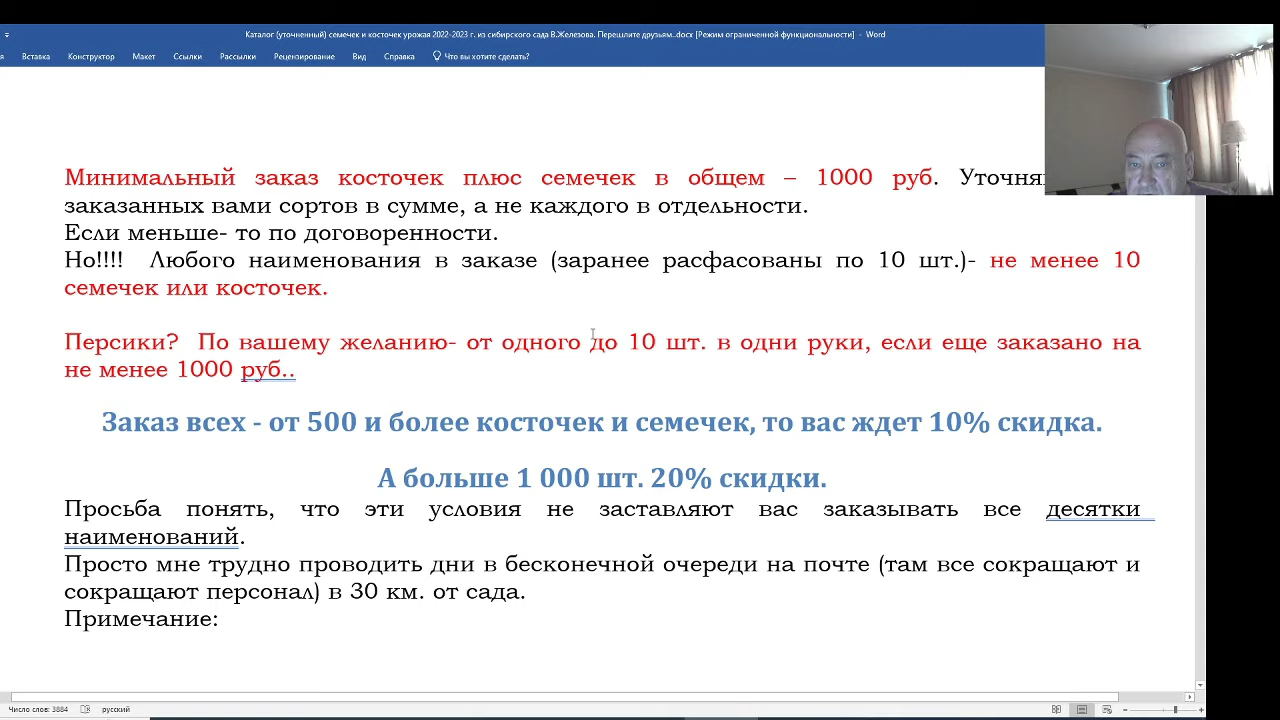 Каталог (уточненный) семечек и косточек урожая 2022-2023 г. из сибирского сада В.Железова. Перешлите друзьям..docx [Режим ограниченной функциональности] - Word
Вставка Конструктор Макет Ссылки Рассылки Рецензирование Вид Справка Что вы хотите сделать?
Минимальный заказ косточек плюс семечек в общем – 1000 руб.
заказанных вами сортов в сумме, а не каждого в отдельности.
Если меньше- то по договоренности.
Но!!!! Любого наименования в заказе (заранее расфасованы по 10 шт.)- не менее 10
семечек или косточек.
Персики? По вашему желанию- от одного до 10 шт. в одни руки, если еще заказано на
не менее 1000 руб..
Заказ всех - от 500 и более косточек и семечек, то вас ждет 10% скидка.
А больше 1 000 шт. 20% скидки.
Просьба понять, что эти условия не заставляют вас заказывать все десятки
наименований.
Просто мне трудно проводить дни в бесконечной очереди на почте (там все сокращают и
сокращают персонал) в 30 км. от сада.
Примечание:
Число слов: 3884 русский